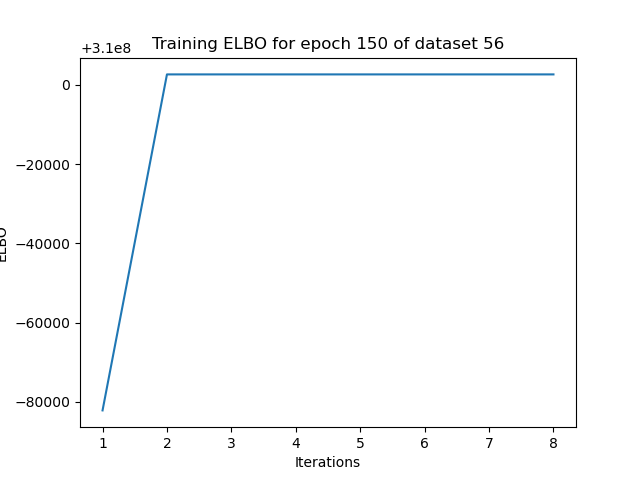 Training ELBO for epoch 150 of dataset 56
+3.1e8
0
−20000
−40000
−60000
−80000
ELBO
1 2 3 4 5 6 7 8
Iterations